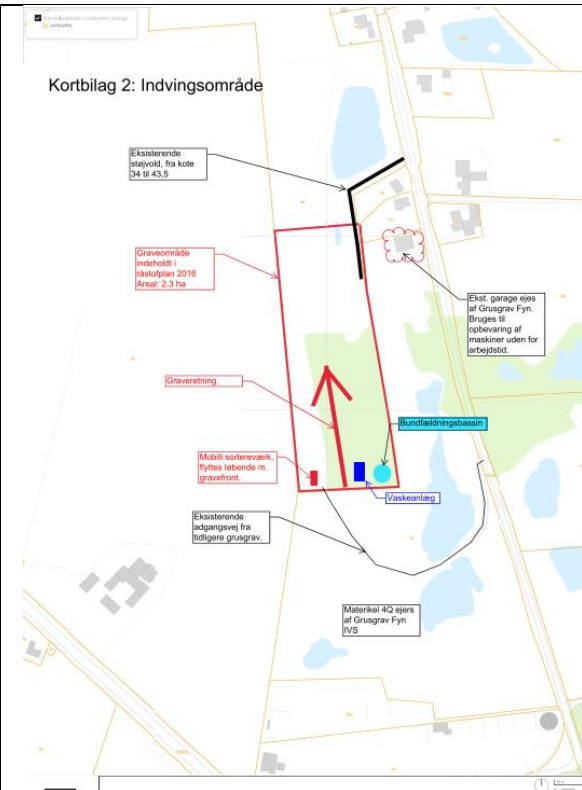 Kortbilag 2: Indvingsområde
Eksisterende
støjvold, fra kote
34 til 43,5
Graveområde
indeholdt i
råstofplan 2016
Areal: 2.3 ha
Ekst. garage ejes
af Grusgrav Fyn.
Bruges til
opbevaring af
maskiner uden for
arbejdstid.
Graveretning
Bundfældningsbassin
Mobilt sortereværk,
flyttes løbende m.
gravefront.
Vaskeanlæg
Eksisterende
adgangsvej fra
tidligere grusgrav.
Materikel 4Q ejers
af Grusgrav Fyn
IVS